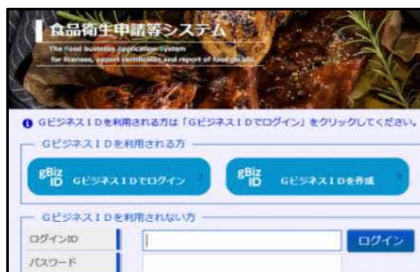 食品衛生申請等システム
The Food business Application System
for licenses, export certificates and report of food recalls
GビジネスIDを利用される方は「GビジネスIDでログイン」をクリックしてください。
GビジネスIDを利用される方
gBiz ID GビジネスIDでログイン
gBiz ID GビジネスIDを作成
GビジネスIDを利用されない方
ログインID
ログイン
パスワード